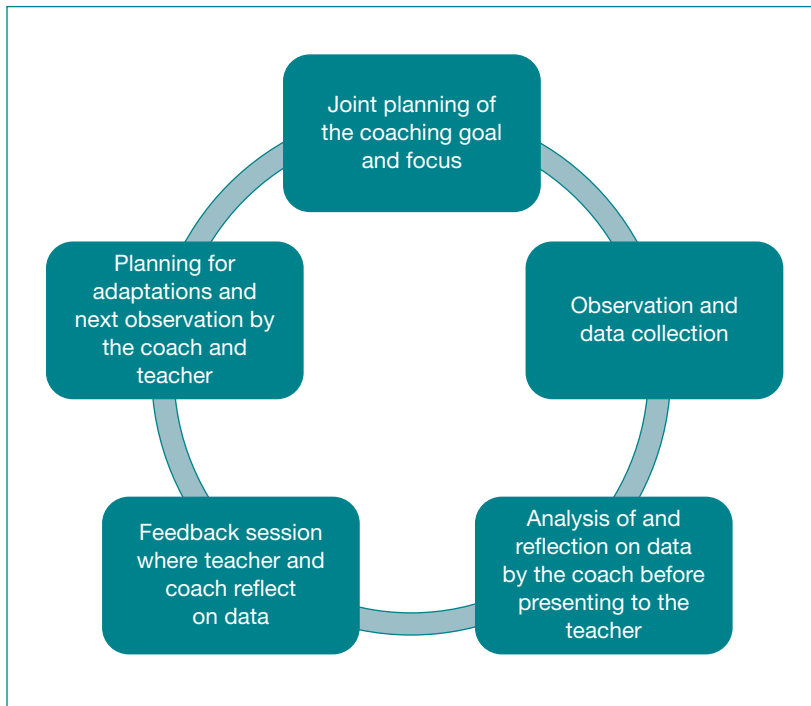 Joint planning of
the coaching goal
and focus
Observation and
data collection
Analysis of and
reflection on data
by the coach before
presenting to the
teacher
Feedback session
where teacher and
coach reflect
on data
Planning for
adaptations and
next observation by
the coach and
teacher